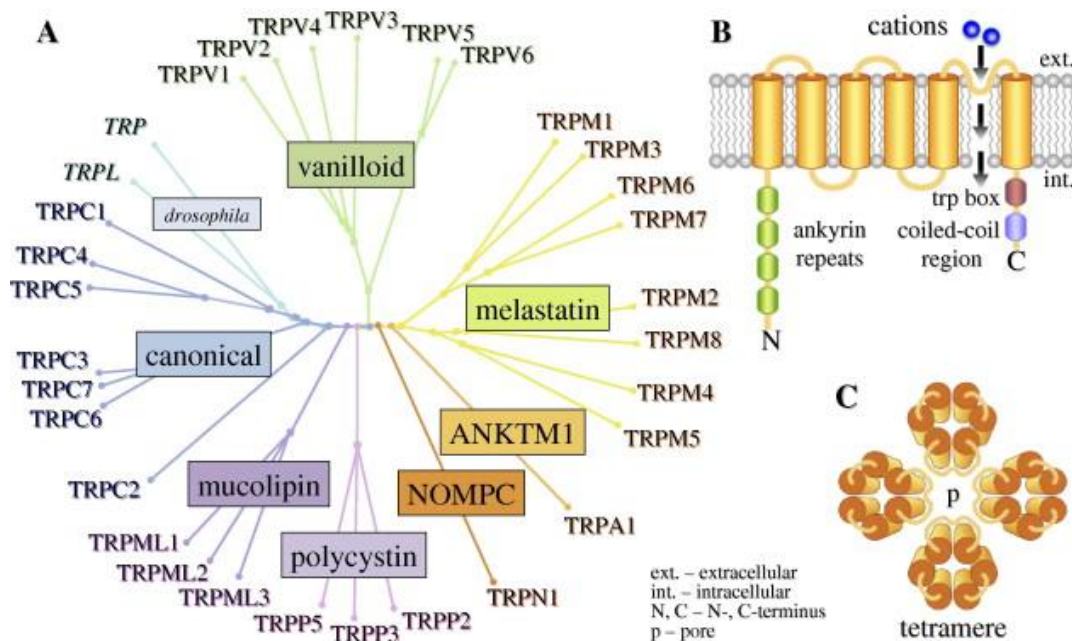 A
TRPV1
TRPV2
TRPV4
TRPV3
TRPV5
TRPV6
vanilloid
TRP
TRPL
drosophila
TRPC1
TRPC4
TRPC5
canonical
TRPC3
TRPC7
TRPC6
TRPC2
mucolipin
TRPML1
TRPML2
TRPML3
polycystin
TRPP5
TRPP3
TRPP2
NOMPC
TRPN1
ANKTM1
TRPA1
melastatin
TRPM1
TRPM3
TRPM6
TRPM7
TRPM2
TRPM8
TRPM4
TRPM5
B
cations
ext.
int.
trp box
ankyrin
repeats
coiled-coil
region
N
C
C
p
tetramere
ext. – extracellular
int. – intracellular
N, C – N-, C-terminus
p – pore